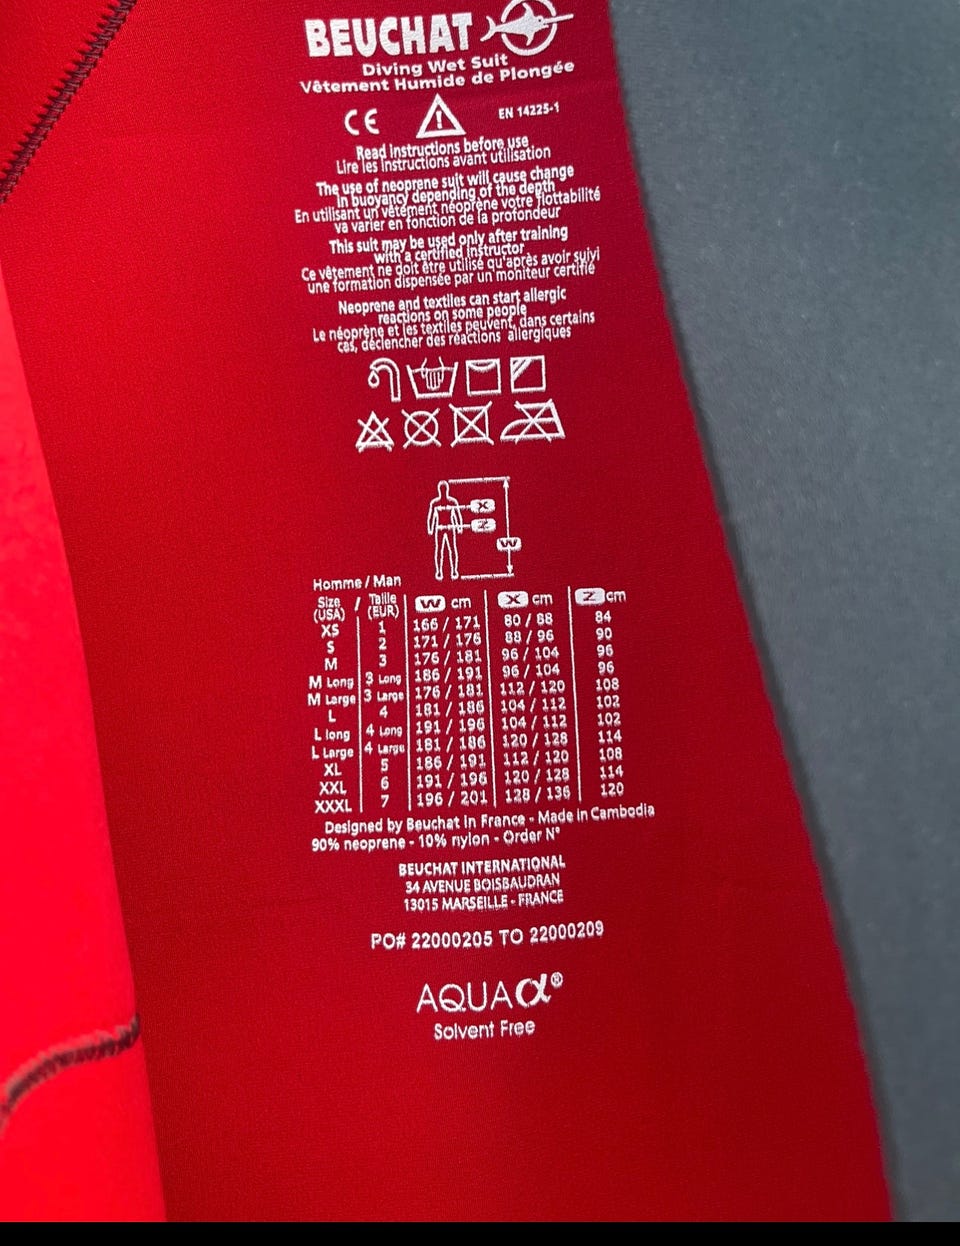 BEUCHAT
Diving Wet Suit
Vêtement Humide de Plongée
CE ! EN 14225-1
Read instructions before use
Lire les instructions avant utilisation
The use of neoprene suit will cause change
in buoyancy depending of the depth
En utilisant un vêtement néoprène votre flottabilité
va varier en fonction de la profondeur
This suit may be used only after training
with a certified instructor
Ce vêtement ne doit être utilisé qu'après avoir suivi
une formation dispensée par un moniteur certifié
Neoprene and textiles can start allergic
reactions on some people
Le néoprène et les textiles peuvent, dans certains
cas, déclencher des réactions allergiques
X
Z
W
Homme / Man
Size (USA) / Taille (EUR) W cm X cm Z cm
XS 1 166 / 171 80 / 88 84
S 2 171 / 176 88 / 96 90
M 3 176 / 181 96 / 104 96
M Long 3 Long 186 / 191 96 / 104 96
M Large 3 Large 176 / 181 112 / 120 108
L 4 181 / 186 104 / 112 102
L long 4 Long 191 / 196 104 / 112 102
L Large 4 Large 181 / 186 120 / 128 114
XL 5 186 / 191 112 / 120 108
XXL 6 191 / 196 120 / 128 114
XXXL 7 196 / 201 128 / 136 120
Designed by Beuchat in France - Made in Cambodia
90% neoprene - 10% nylon - Order N°
BEUCHAT INTERNATIONAL
34 AVENUE BOISBAUDRAN
13015 MARSEILLE - FRANCE
PO# 22000205 TO 22000209
AQUA α®
Solvent Free